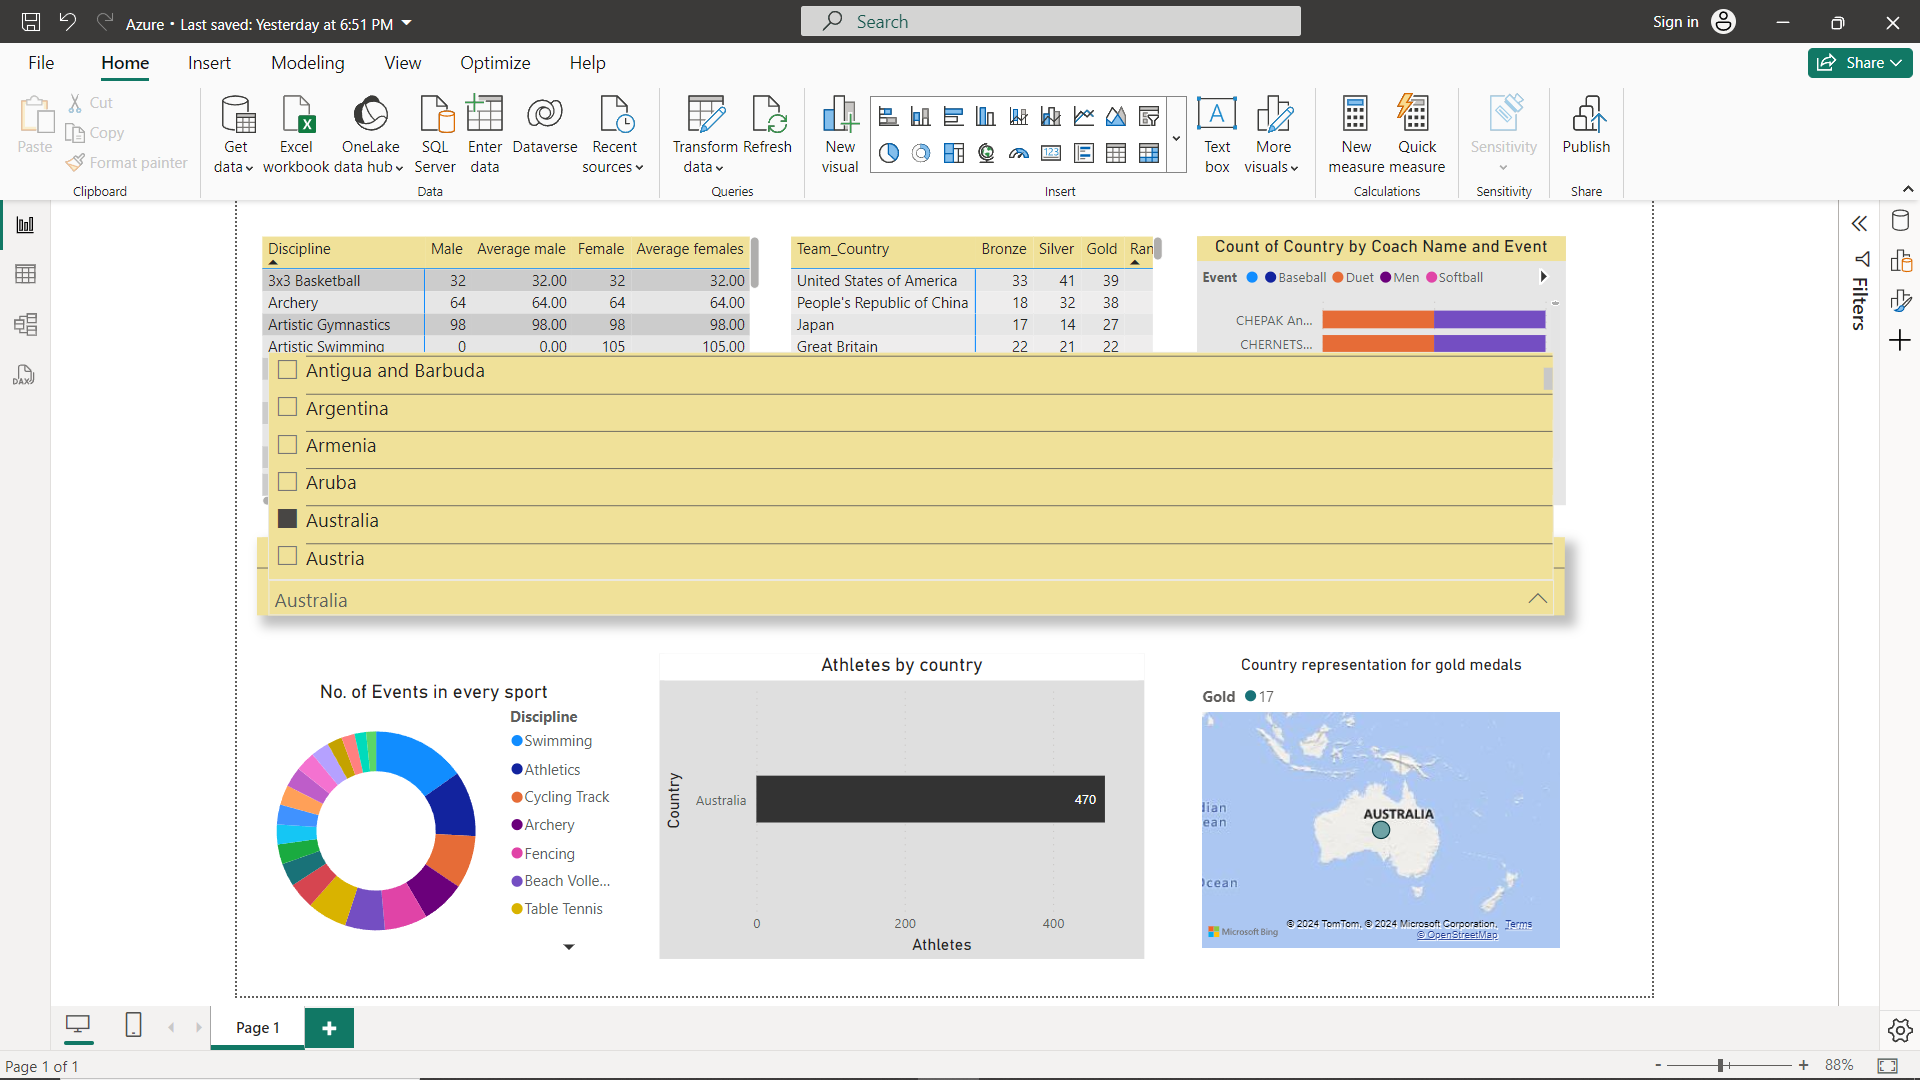 Azure • Last saved: Yesterday at 6:51 PM
Search
Sign in
File Home Insert Modeling View Optimize Help
Share
Paste
Cut
Copy
Format painter
Clipboard
Get data
Excel workbook
OneLake data hub
SQL Server
Enter data
Dataverse
Recent sources
Data
Transform data
Refresh
Queries
New visual
Insert
A
Text box
More visuals
New measure
Quick measure
Calculations
Sensitivity
Sensitivity
Publish
Share
123
DAX
Discipline Male Average male Female Average females
3x3 Basketball 32 32.00 32 32.00
Archery 64 64.00 64 64.00
Artistic Gymnastics 98 98.00 98 98.00
Artistic Swimming 0 0.00 105 105.00
Team_Country Bronze Silver Gold Ran
United States of America 33 41 39
People's Republic of China 18 32 38
Japan 17 14 27
Great Britain 22 21 22
Count of Country by Coach Name and Event
Event Baseball Duet Men Softball
CHEPAK An...
CHERNETS...
Filters
Antigua and Barbuda
Argentina
Armenia
Aruba
Australia
Austria
Australia
No. of Events in every sport
Discipline
Swimming
Athletics
Cycling Track
Archery
Fencing
Beach Volle...
Table Tennis
Athletes by country
Country
Australia
470
0 200 400
Athletes
Country representation for gold medals
Gold 17
AUSTRALIA
dian
ean
Ocean
Microsoft Bing
© 2024 TomTom, © 2024 Microsoft Corporation, Terms
© OpenStreetMap
Page 1
Page 1 of 1
- + 88%